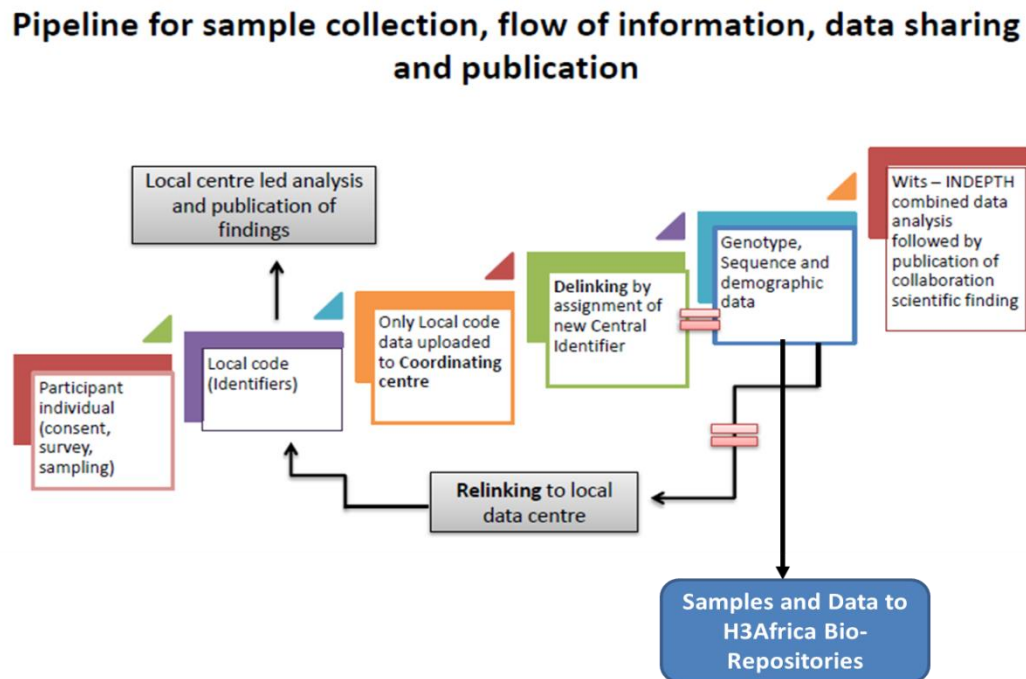 Pipeline for sample collection, flow of information, data sharing
and publication
Local centre led analysis
and publication of
findings
Participant
individual
(consent,
survey,
sampling)
Local code
(Identifiers)
Only Local code
data uploaded
to Coordinating
centre
Delinking by
assignment of
new Central
Identifier
Genotype,
Sequence and
demographic
data
Wits – INDEPTH
combined data
analysis
followed by
publication of
collaboration
scientific finding
Relinking to local
data centre
Samples and Data to
H3Africa Bio-
Repositories